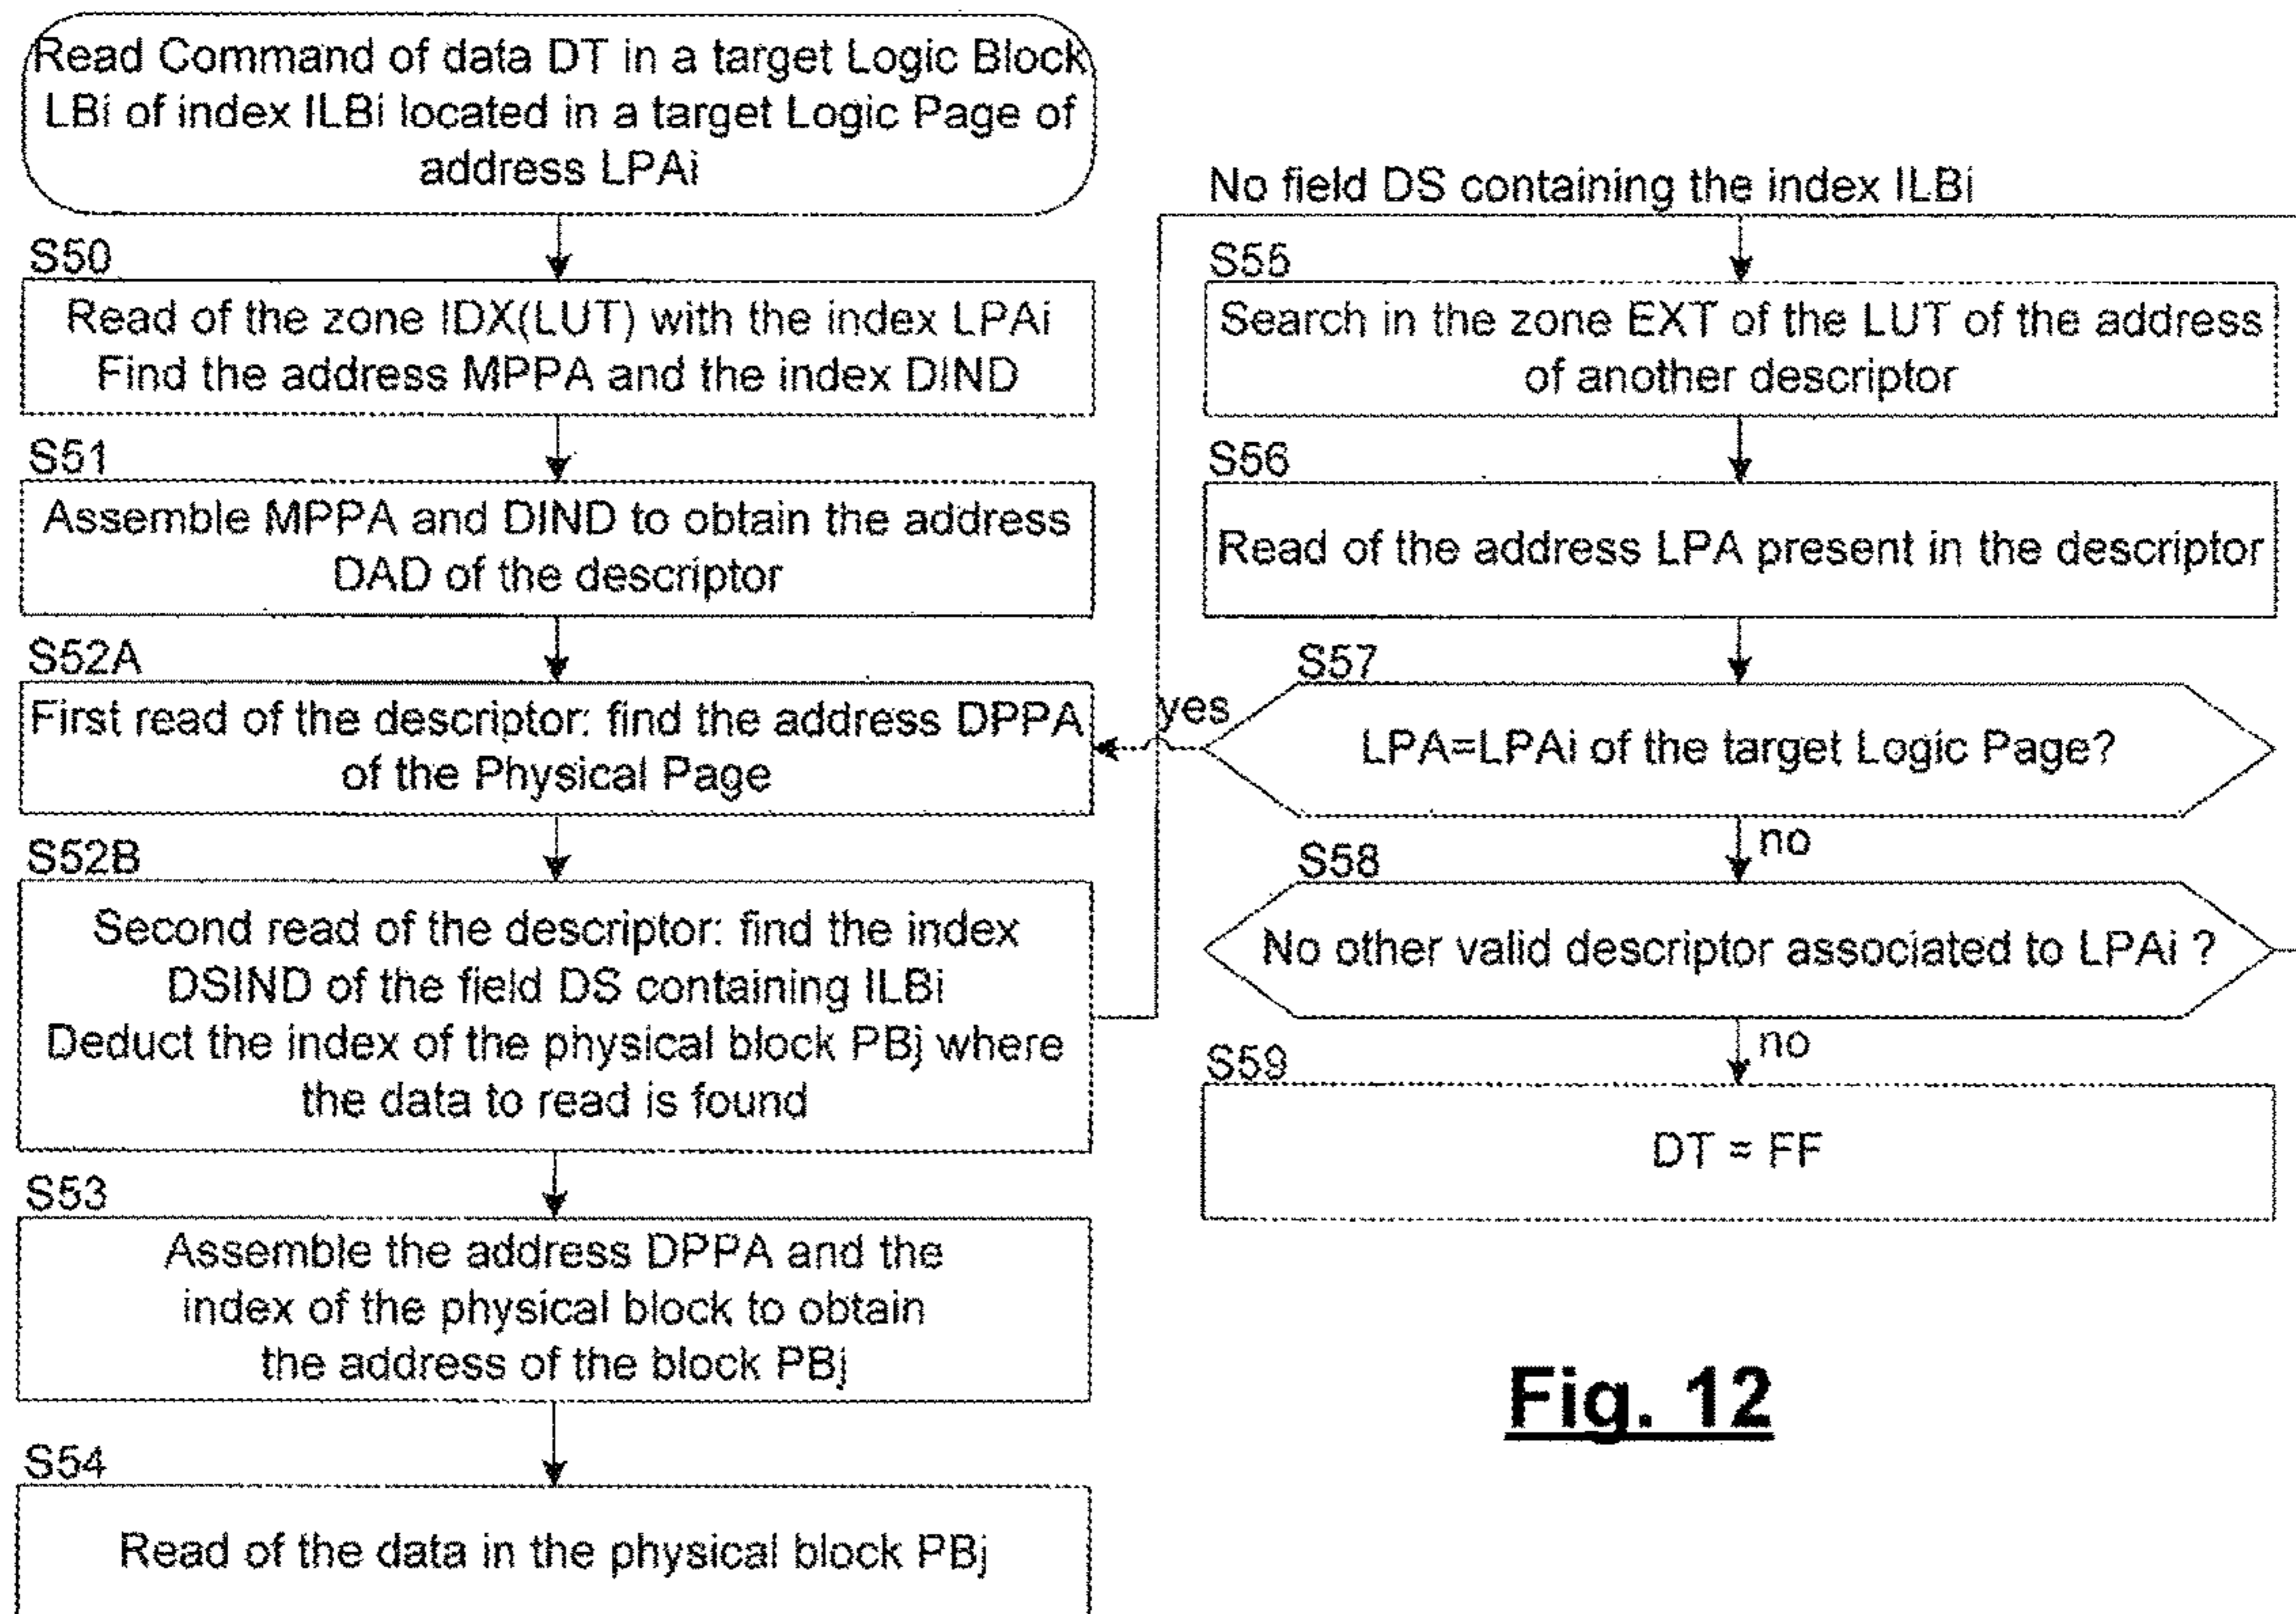 Read Command of data DT in a target Logic Block
LBi of index ILBi located in a target Logic Page of
address LPAi
S50
Read of the zone IDX(LUT) with the index LPAi
Find the address MPPA and the index DIND
S51
Assemble MPPA and DIND to obtain the address
DAD of the descriptor
S52A
First read of the descriptor: find the address DPPA
of the Physical Page
S52B
Second read of the descriptor: find the index
DSIND of the field DS containing ILBi
Deduct the index of the physical block PBj where
the data to read is found
S53
Assemble the address DPPA and the
index of the physical block to obtain
the address of the block PBj
S54
Read of the data in the physical block PBj
No field DS containing the index ILBi
S55
Search in the zone EXT of the LUT of the address
of another descriptor
S56
Read of the address LPA present in the descriptor
S57
yes
LPA=LPAi of the target Logic Page?
no
S58
No other valid descriptor associated to LPAi ?
no
S59
DT = FF
Fig. 12